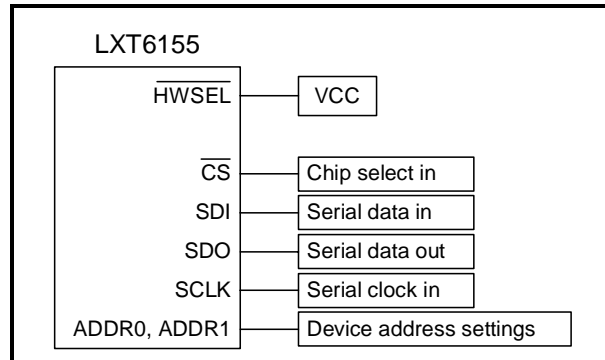 LXT6155
HWSEL VCC
CS Chip select in
SDI Serial data in
SDO Serial data out
SCLK Serial clock in
ADDR0, ADDR1 Device address settings